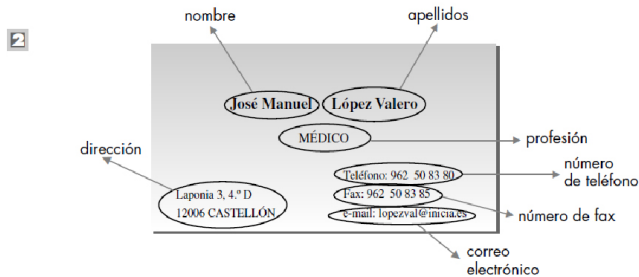 nombre
apellidos
2
José Manuel López Valero
MÉDICO
profesión
dirección
número
de teléfono
Teléfono: 962 50 83 80
Laponia 3, 4.º D
Fax: 962 50 83 85
12006 CASTELLÓN
número de fax
e-mail: lopezval@inicia.es
correo
electrónico